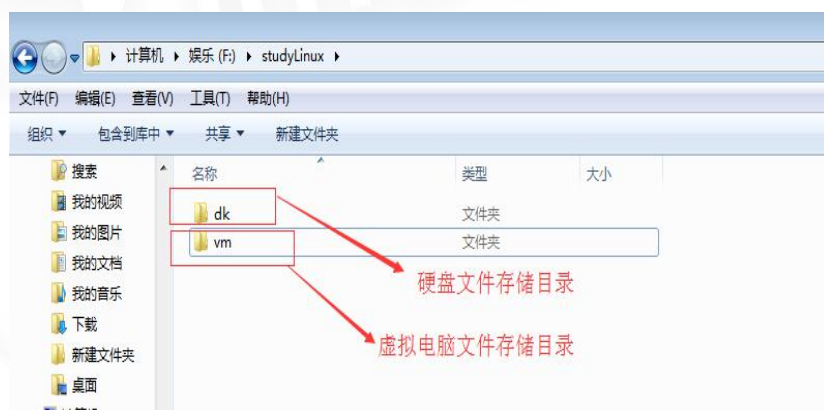 计算机 ▸ 娱乐 (F:) ▸ studyLinux ▸
文件(F) 编辑(E) 查看(V) 工具(T) 帮助(H)
组织 ▼ 包含到库中 ▼ 共享 ▼ 新建文件夹
搜索
我的视频
我的图片
我的文档
我的音乐
下载
新建文件夹
桌面
名称 类型 大小
dk 文件夹
vm 文件夹
硬盘文件存储目录
虚拟电脑文件存储目录